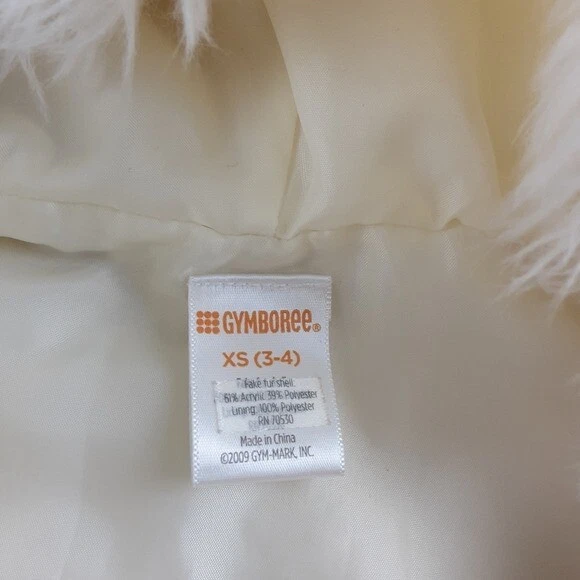 GYMBOREE®
XS (3-4)
Fake fur shell:
61% Acrylic 39% Polyester
Lining: 100% Polyester
RN 70530
Made in China
©2009 GYM-MARK, INC.